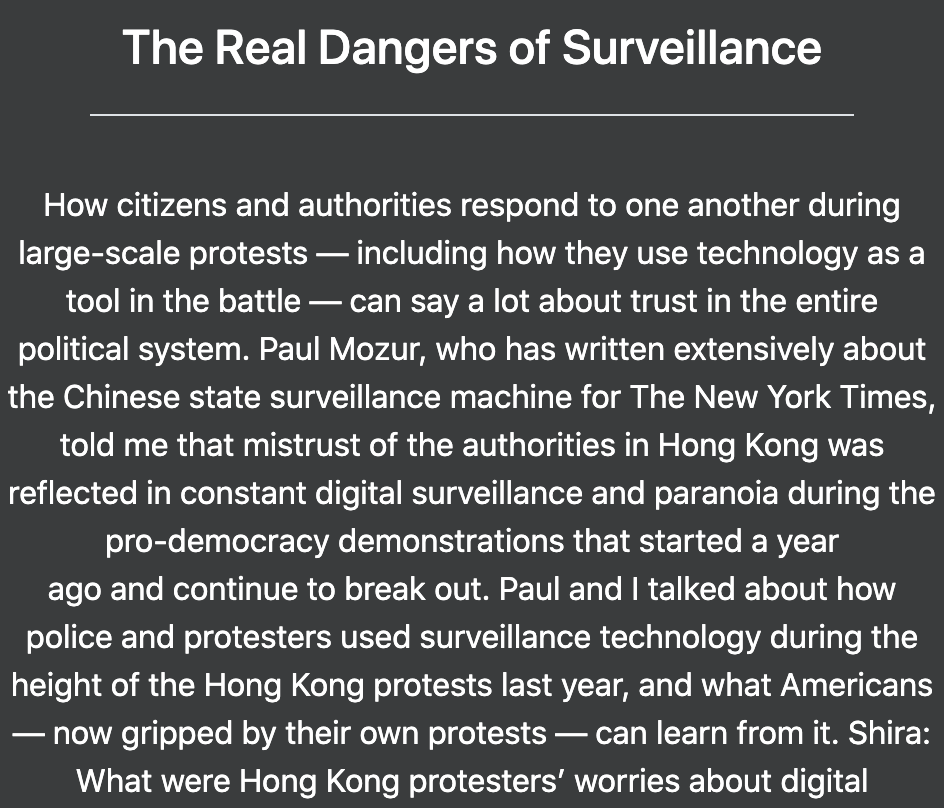 The Real Dangers of Surveillance
How citizens and authorities respond to one another during
large-scale protests — including how they use technology as a
tool in the battle — can say a lot about trust in the entire
political system. Paul Mozur, who has written extensively about
the Chinese state surveillance machine for The New York Times,
told me that mistrust of the authorities in Hong Kong was
reflected in constant digital surveillance and paranoia during the
pro-democracy demonstrations that started a year
ago and continue to break out. Paul and I talked about how
police and protesters used surveillance technology during the
height of the Hong Kong protests last year, and what Americans
— now gripped by their own protests — can learn from it. Shira:
What were Hong Kong protesters’ worries about digital